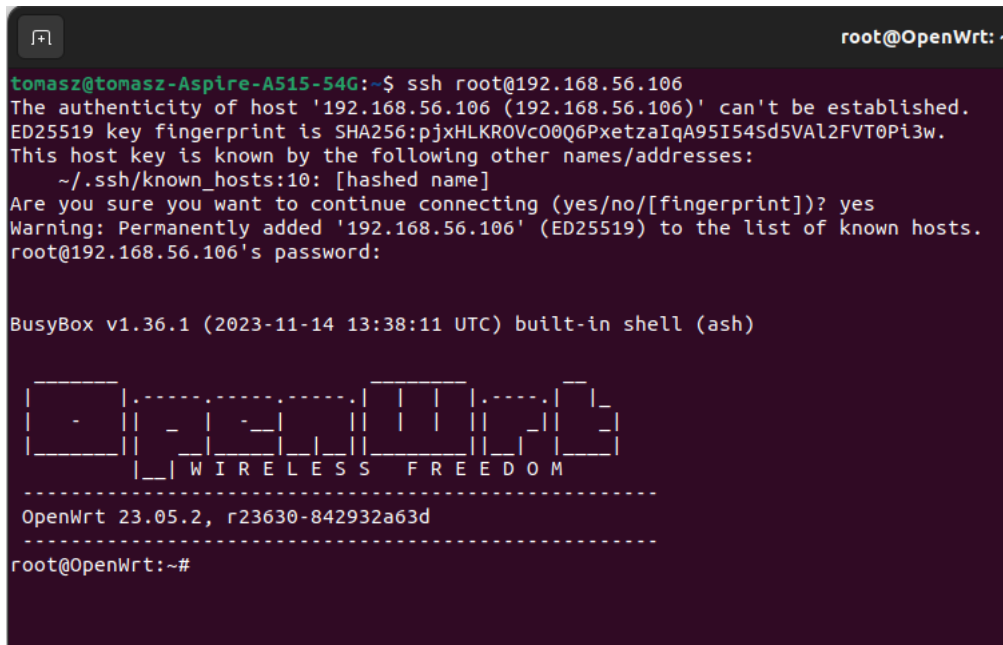 root@OpenWrt: ~
tomasz@tomasz-Aspire-A515-54G:~$ ssh root@192.168.56.106
The authenticity of host '192.168.56.106 (192.168.56.106)' can't be established.
ED25519 key fingerprint is SHA256:pjxHLKROVcO0Q6PxetzaIqA95I54Sd5VAl2FVT0Pi3w.
This host key is known by the following other names/addresses:
    ~/.ssh/known_hosts:10: [hashed name]
Are you sure you want to continue connecting (yes/no/[fingerprint])? yes
Warning: Permanently added '192.168.56.106' (ED25519) to the list of known hosts.
root@192.168.56.106's password:
BusyBox v1.36.1 (2023-11-14 13:38:11 UTC) built-in shell (ash)
OpenWrt
W I R E L E S S   F R E E D O M
-----------------------------------------------------
OpenWrt 23.05.2, r23630-842932a63d
-----------------------------------------------------
root@OpenWrt:~#